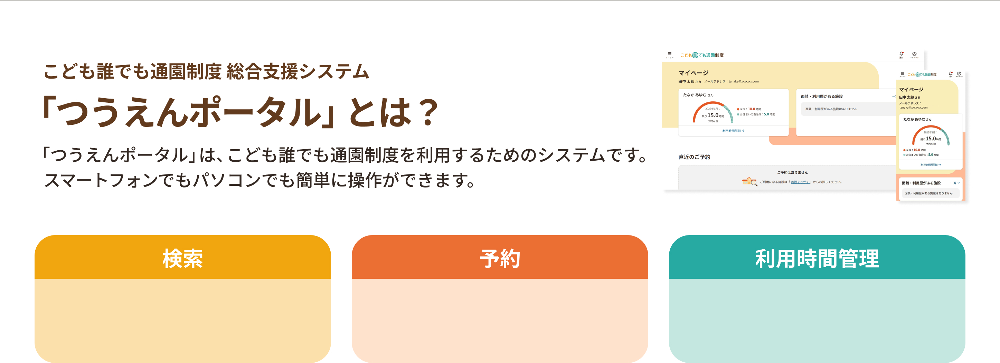 こども誰でも通園制度 総合支援システム
「つうえんポータル」とは？
「つうえんポータル」は、こども誰でも通園制度を利用するためのシステムです。
スマートフォンでもパソコンでも簡単に操作ができます。
メニュー
こども誰でも通園制度
通知
マイページ
マイページ
田中 太郎 さま メールアドレス：tanaka@xxxxxxx.com
たなか あゆむ さん
2026年1月：
残り 15.0 時間
予約可能
全国：10.0 時間
お住まいの自治体：5.0 時間
利用時間詳細 →
面談・利用歴がある施設
一覧
面談・利用歴がある施設はありません
直近のご予約
ご予約はありません
ご利用になる施設は「 施設をさがす 」からお探しください。
メニュー
こども誰でも通園制度
通知
マイページ
マイページ
田中 太郎 さま
メールアドレス：
tanaka@xxxxxxx.com
たなか あゆむ さん
2026年1月：
残り 15.0 時間
予約可能
全国：10.0 時間
お住まいの自治体：5.0 時間
利用時間詳細 →
面談・利用歴がある施設
一覧 →
面談・利用歴がある施設はありません
検索
予約
利用時間管理